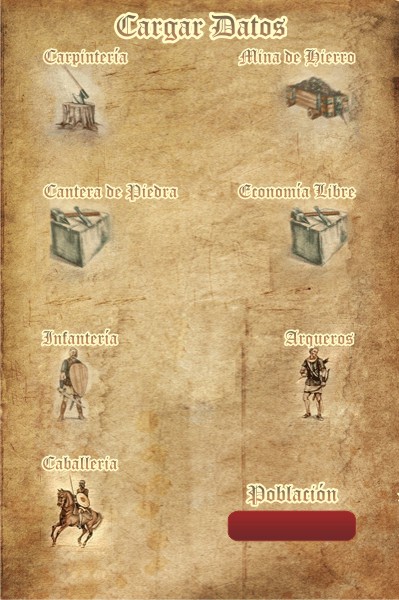 Cargar Datos
Carpintería
Mina de Hierro
Cantera de Piedra
Economía Libre
Infantería
Arqueros
Caballeria
Población